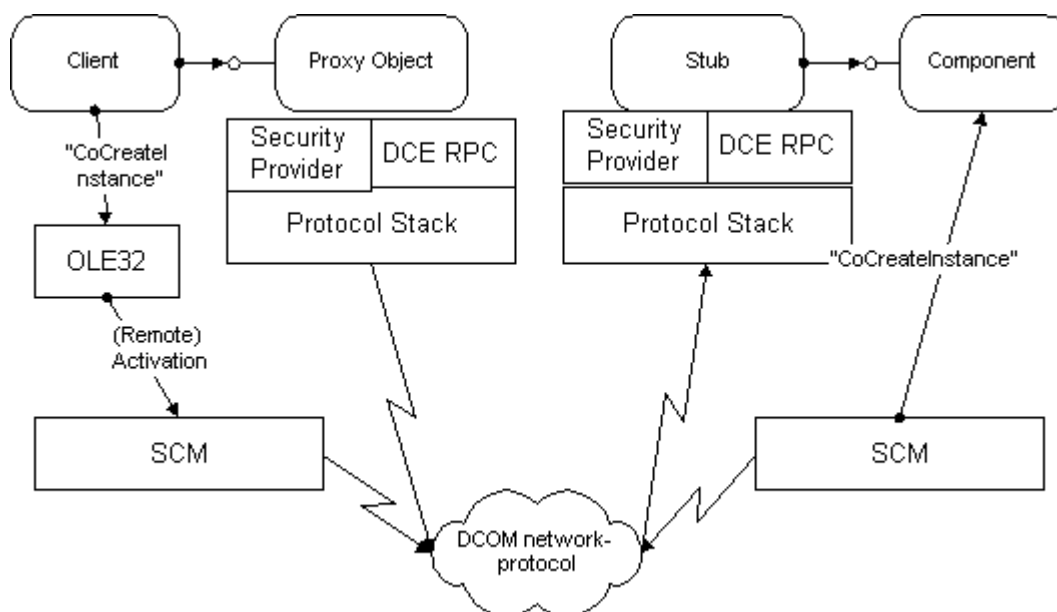 Client
Proxy Object
Stub
Component
Security
Provider
DCE RPC
Security
Provider
DCE RPC
"CoCreateI
nstance"
Protocol Stack
Protocol Stack
OLE32
"CoCreateInstance"
(Remote)
Activation
SCM
SCM
DCOM network-
protocol